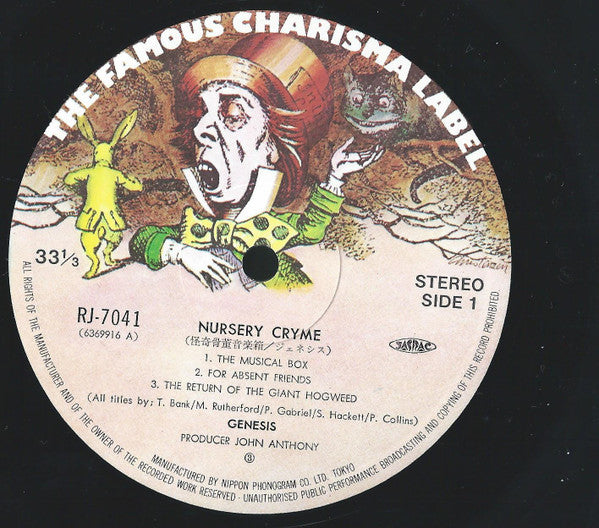 THE FAMOUS CHARISMA LABEL
33⅓
STEREO
SIDE 1
RJ-7041
(6369916 A)
JASRAC
NURSERY CRYME
(怪奇骨董音楽箱/ジェネシス)
1. THE MUSICAL BOX
2. FOR ABSENT FRIENDS
3. THE RETURN OF THE GIANT HOGWEED
(All titles by; T. Bank/M. Rutherford/P. Gabriel/S. Hackett/P. Collins)
GENESIS
PRODUCER JOHN ANTHONY
③
MANUFACTURED BY NIPPON PHONOGRAM CO. LTD. TOKYO
ALL RIGHTS OF THE MANUFACTURER AND OF THE OWNER OF THE RECORDED WORK RESERVED · UNAUTHORISED PUBLIC PERFORMANCE BROADCASTING AND COPYING OF THIS RECORD PROHIBITED.